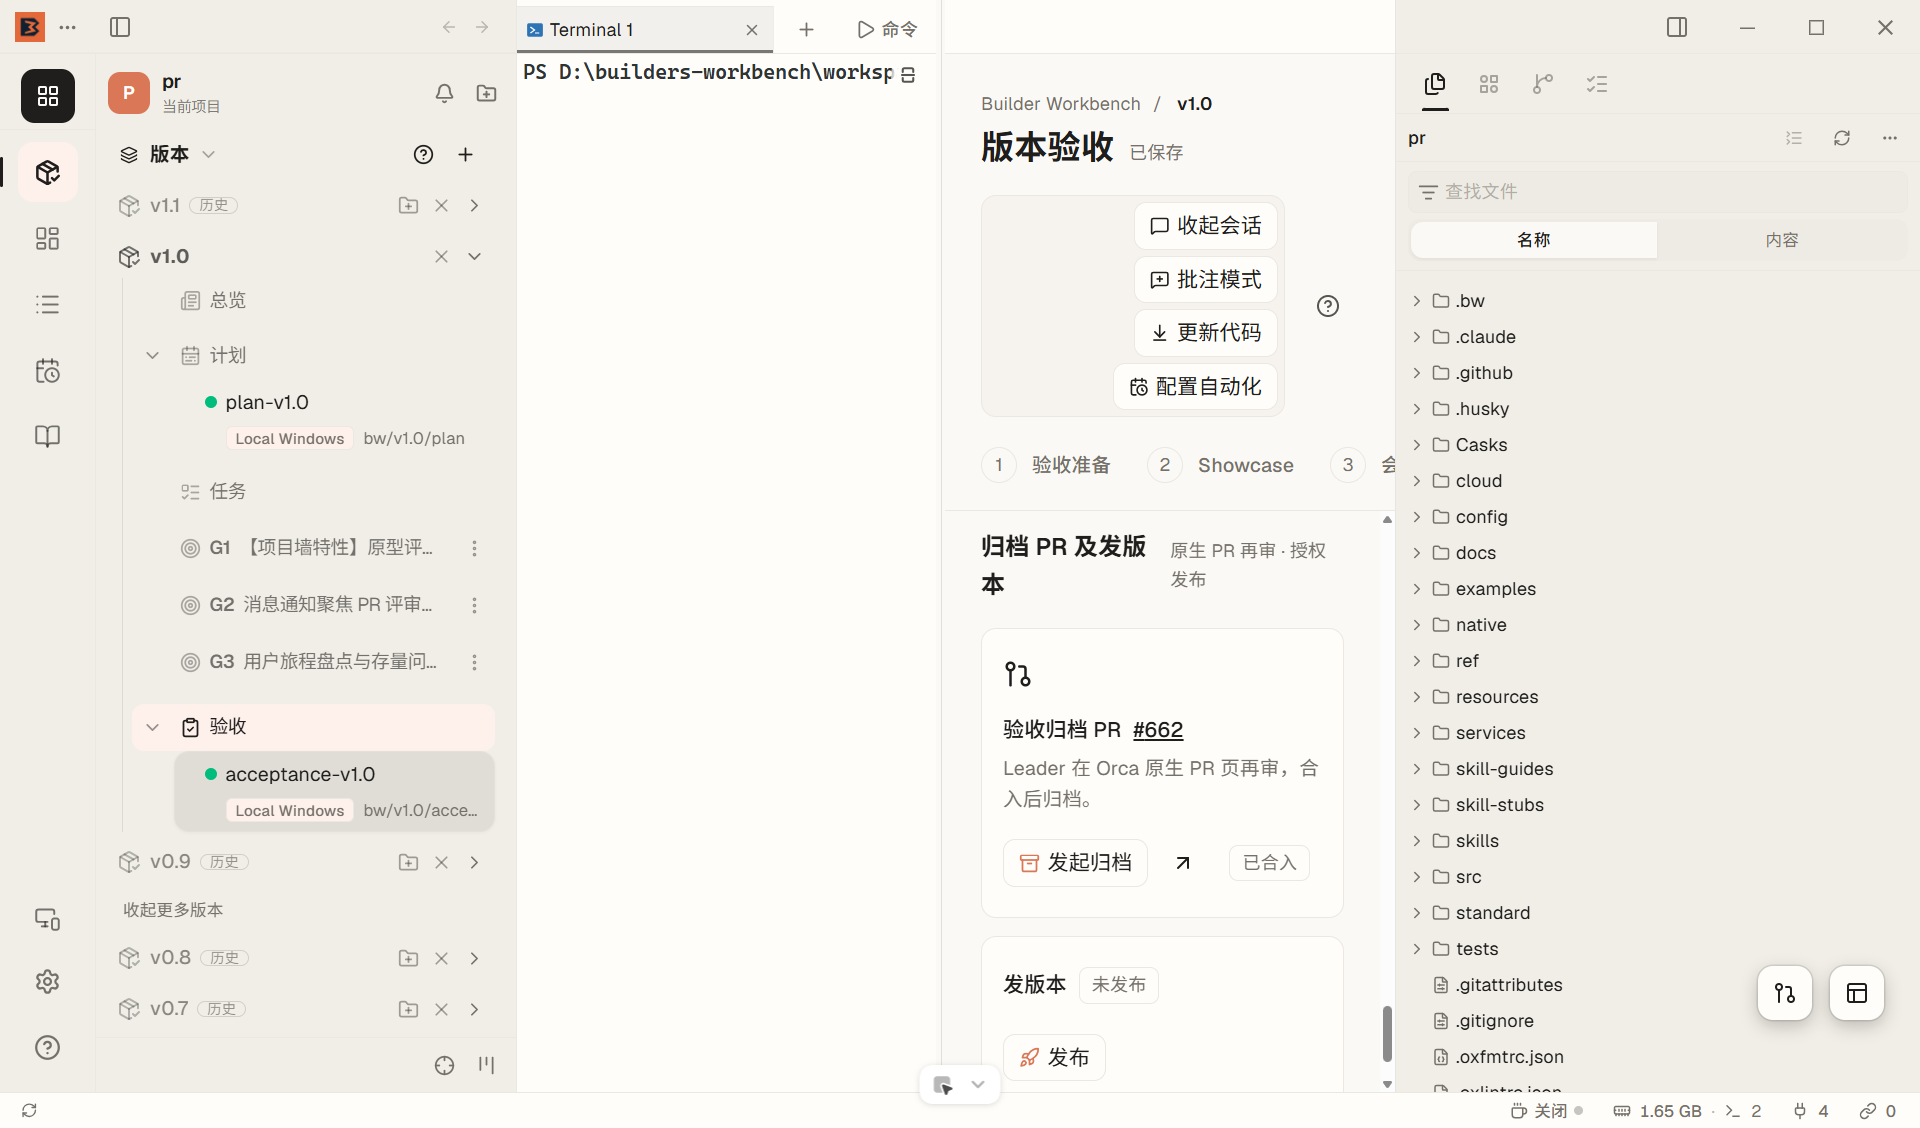 P
pr
当前项目
版本
v1.1 历史
v1.0
总览
计划
plan-v1.0
Local Windows bw/v1.0/plan
任务
G1 【项目墙特性】原型评...
G2 消息通知聚焦 PR 评审...
G3 用户旅程盘点与存量问...
验收
acceptance-v1.0
Local Windows bw/v1.0/acce...
v0.9 历史
收起更多版本
v0.8 历史
v0.7 历史
Terminal 1
命令
PS D:\builders-workbench\worksp
Builder Workbench / v1.0
版本验收 已保存
收起会话
批注模式
更新代码
配置自动化
1 验收准备 2 Showcase 3
归档 PR 及发版本
原生 PR 再审 · 授权发布
验收归档 PR #662
Leader 在 Orca 原生 PR 页再审，合
入后归档。
发起归档 已合入
发版本 未发布
发布
pr
查找文件
名称 内容
.bw
.claude
.github
.husky
Casks
cloud
config
docs
examples
native
ref
resources
services
skill-guides
skill-stubs
skills
src
standard
tests
.gitattributes
.gitignore
.oxfmtrc.json
.oxlintrc.json
关闭 1.65 GB · 2 4 0